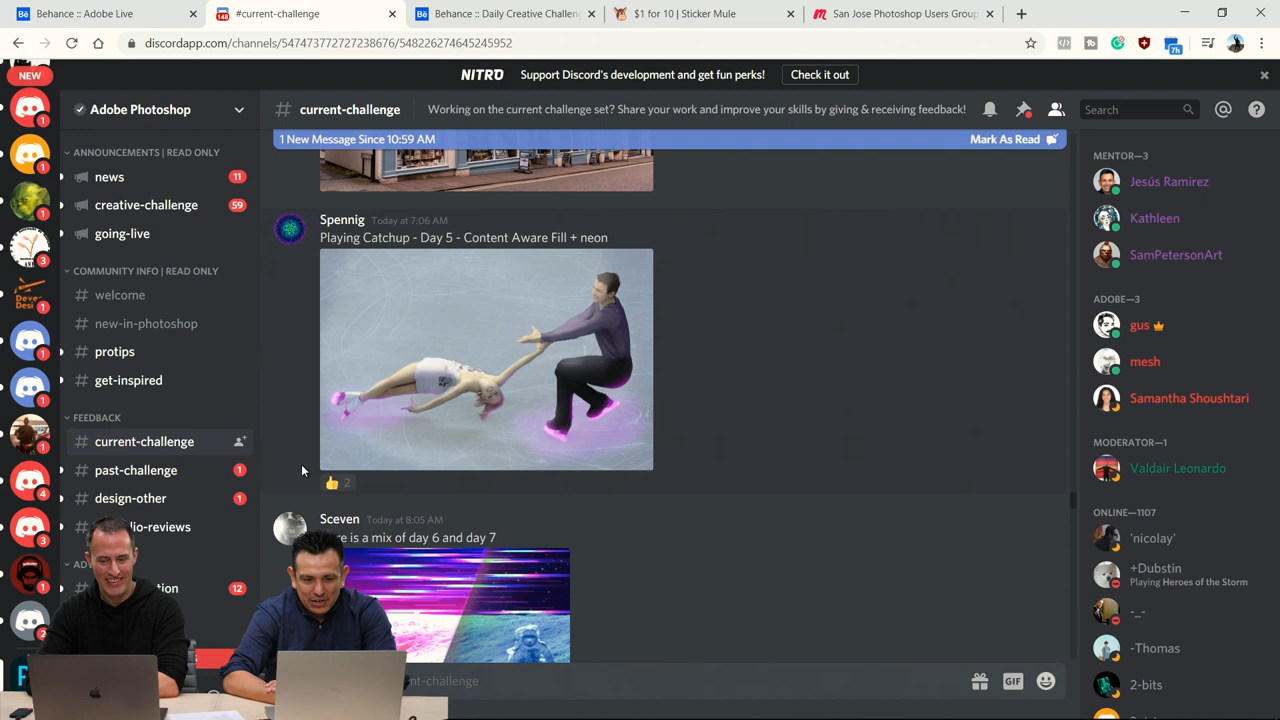 Behance :: Adobe Live
#current-challenge
Behance :: Daily Creative Challen
$1 for 10 | Sticker Mule
San Jose Photoshop Users Group
discordapp.com/channels/547473772727238676/548226274645245952
7h
NEW
NITRO Support Discord's development and get fun perks! Check it out
Adobe Photoshop
# current-challenge Working on the current challenge set? Share your work and improve your skills by giving & receiving feedback! Search
1 New Message Since 10:59 AM Mark As Read
ANNOUNCEMENTS | READ ONLY
news 11
creative-challenge 59
going-live
COMMUNITY INFO | READ ONLY
# welcome
# new-in-photoshop
# protips
# get-inspired
FEEDBACK
# current-challenge
# past-challenge 1
# design-other 1
lio-reviews
AD
tion 12
Spennig Today at 7:06 AM
Playing Catchup - Day 5 - Content Aware Fill + neon
2
Sceven Today at 8:05 AM
re is a mix of day 6 and day 7
nt-challenge
GIF
MENTOR—3
Jesús Ramirez
Kathleen
SamPetersonArt
ADOBE—3
gus
mesh
Samantha Shoushtari
MODERATOR—1
Valdair Leonardo
ONLINE—1107
'nicolay'
+Dubstin
Playing Heroes of the Storm
-_-
-Thomas
2-bits